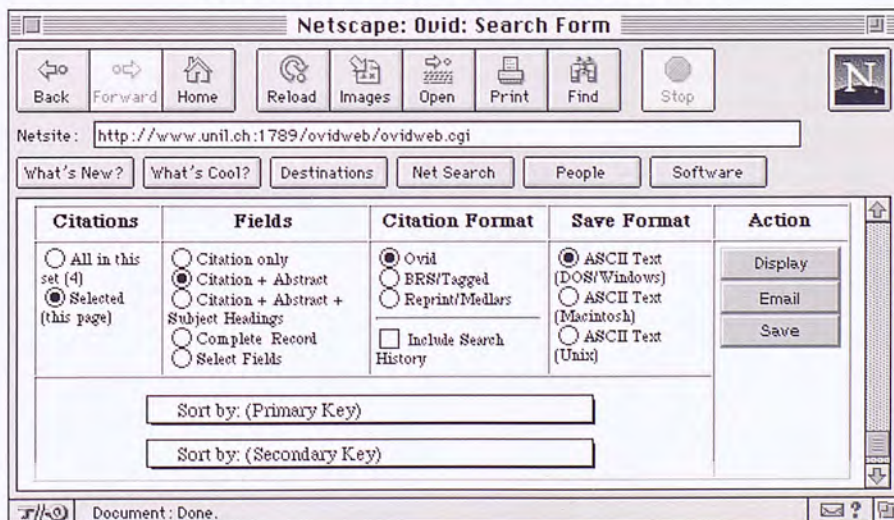 Netscape: Ovid: Search Form
Back Forward Home Reload Images Open Print Find Stop N
Netsite: http://www.unil.ch:1789/ovidweb/ovidweb.cgi
What's New? What's Cool? Destinations Net Search People Software
Citations Fields Citation Format Save Format Action
All in this
set (4)
Selected
(this page)
Citation only
Citation + Abstract
Citation + Abstract +
Subject Headings
Complete Record
Select Fields
Ovid
BRS/Tagged
Reprint/Medlars
Include Search
History
ASCII Text
(DOS/Windows)
ASCII Text
(Macintosh)
ASCII Text
(Unix)
Display
Email
Save
Sort by: (Primary Key)
Sort by: (Secondary Key)
Document: Done.
?